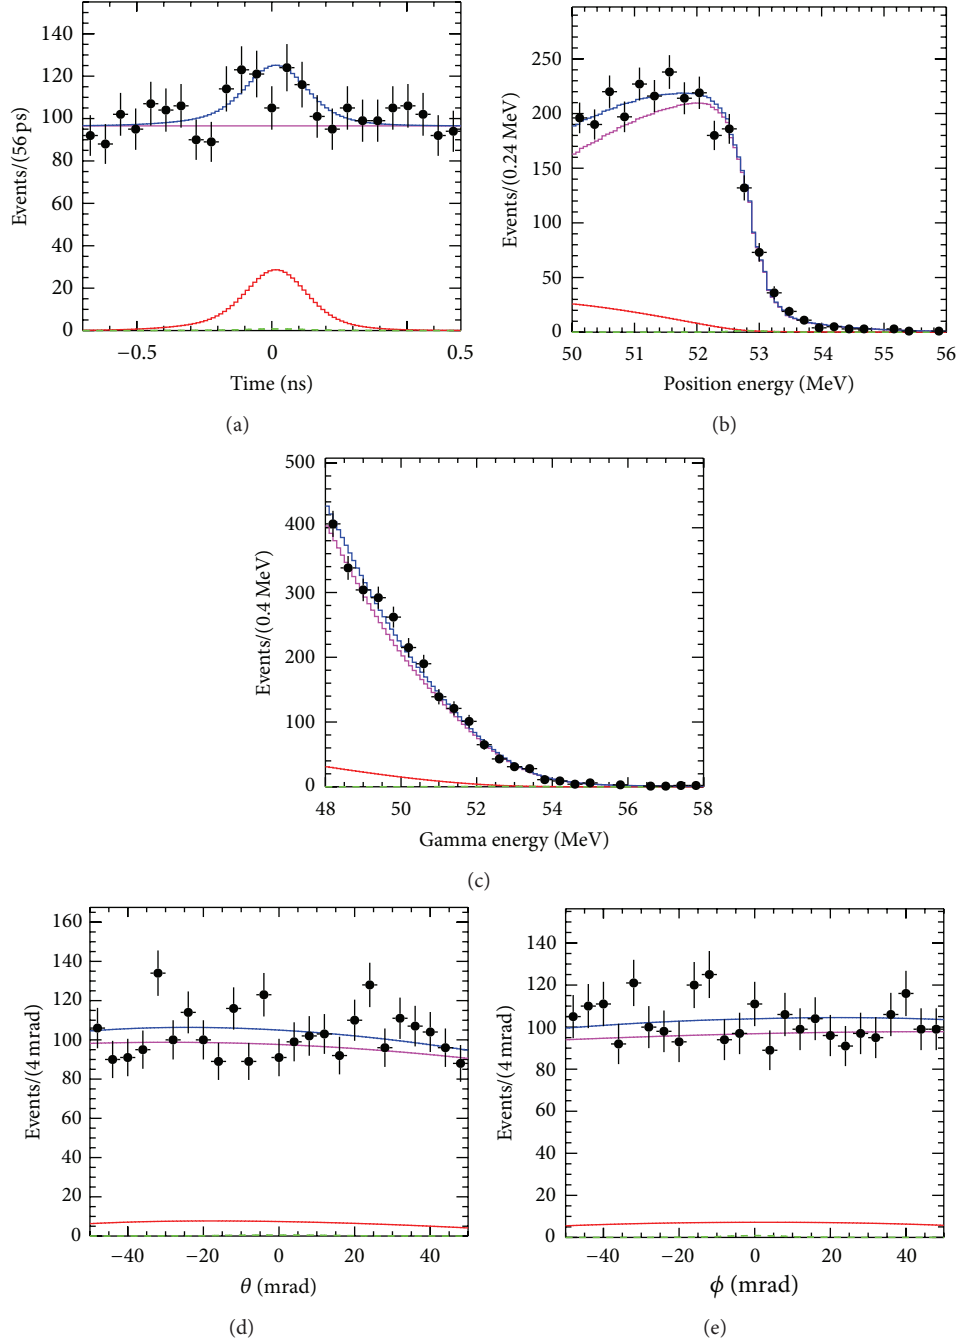 140
120
100
80
60
40
20
0
Events/(56 ps)
−0.5
0
0.5
Time (ns)
(a)
250
200
150
100
50
0
Events/(0.24 MeV)
50 51 52 53 54 55 56
Position energy (MeV)
(b)
500
400
300
200
100
0
Events/(0.4 MeV)
48 50 52 54 56 58
Gamma energy (MeV)
(c)
160
140
120
100
80
60
40
20
0
Events/(4 mrad)
−40 −20 0 20 40
θ (mrad)
(d)
140
120
100
80
60
40
20
0
Events/(4 mrad)
−40 −20 0 20 40
ϕ (mrad)
(e)